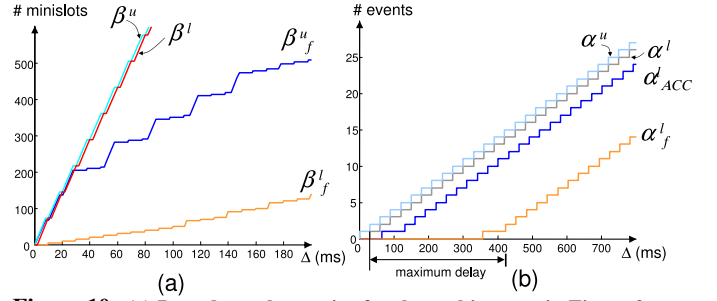 # minislots
β^u
β^l
β^u_f
500
400
300
200
100
0
β^l_f
0 20 40 60 80 100 120 140 160 180
Δ (ms)
(a)
# events
α^u
α^l
α^l_ACC
25
20
15
10
5
0
α^l_f
0 100 200 300 400 500 600 700
Δ (ms)
maximum delay
(b)